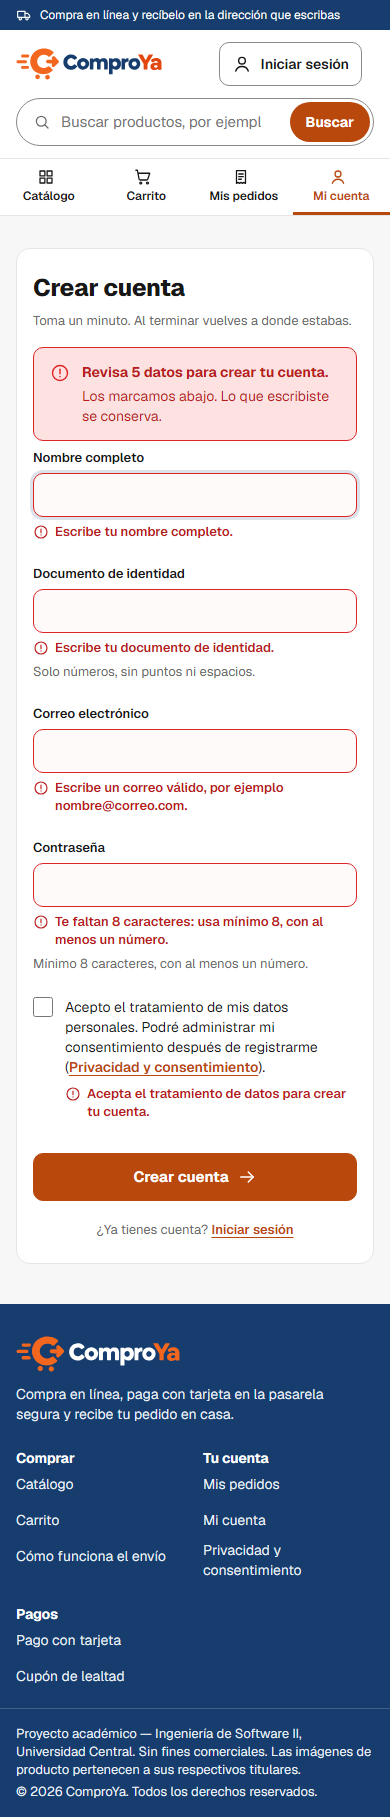 Compra en línea y recíbelo en la dirección que escribas
ComproYa
Iniciar sesión
Buscar productos, por ejempl
Buscar
Catálogo
Carrito
Mis pedidos
Mi cuenta
Crear cuenta
Toma un minuto. Al terminar vuelves a donde estabas.
Revisa 5 datos para crear tu cuenta.
Los marcamos abajo. Lo que escribiste
se conserva.
Nombre completo
Escribe tu nombre completo.
Documento de identidad
Escribe tu documento de identidad.
Solo números, sin puntos ni espacios.
Correo electrónico
Escribe un correo válido, por ejemplo
nombre@correo.com.
Contraseña
Te faltan 8 caracteres: usa mínimo 8, con al
menos un número.
Mínimo 8 caracteres, con al menos un número.
Acepto el tratamiento de mis datos
personales. Podré administrar mi
consentimiento después de registrarme
(Privacidad y consentimiento).
Acepta el tratamiento de datos para crear
tu cuenta.
Crear cuenta
¿Ya tienes cuenta? Iniciar sesión
ComproYa
Compra en línea, paga con tarjeta en la pasarela
segura y recibe tu pedido en casa.
Comprar
Catálogo
Carrito
Cómo funciona el envío
Tu cuenta
Mis pedidos
Mi cuenta
Privacidad y
consentimiento
Pagos
Pago con tarjeta
Cupón de lealtad
Proyecto académico — Ingeniería de Software II,
Universidad Central. Sin fines comerciales. Las imágenes de
producto pertenecen a sus respectivos titulares.
© 2026 ComproYa. Todos los derechos reservados.